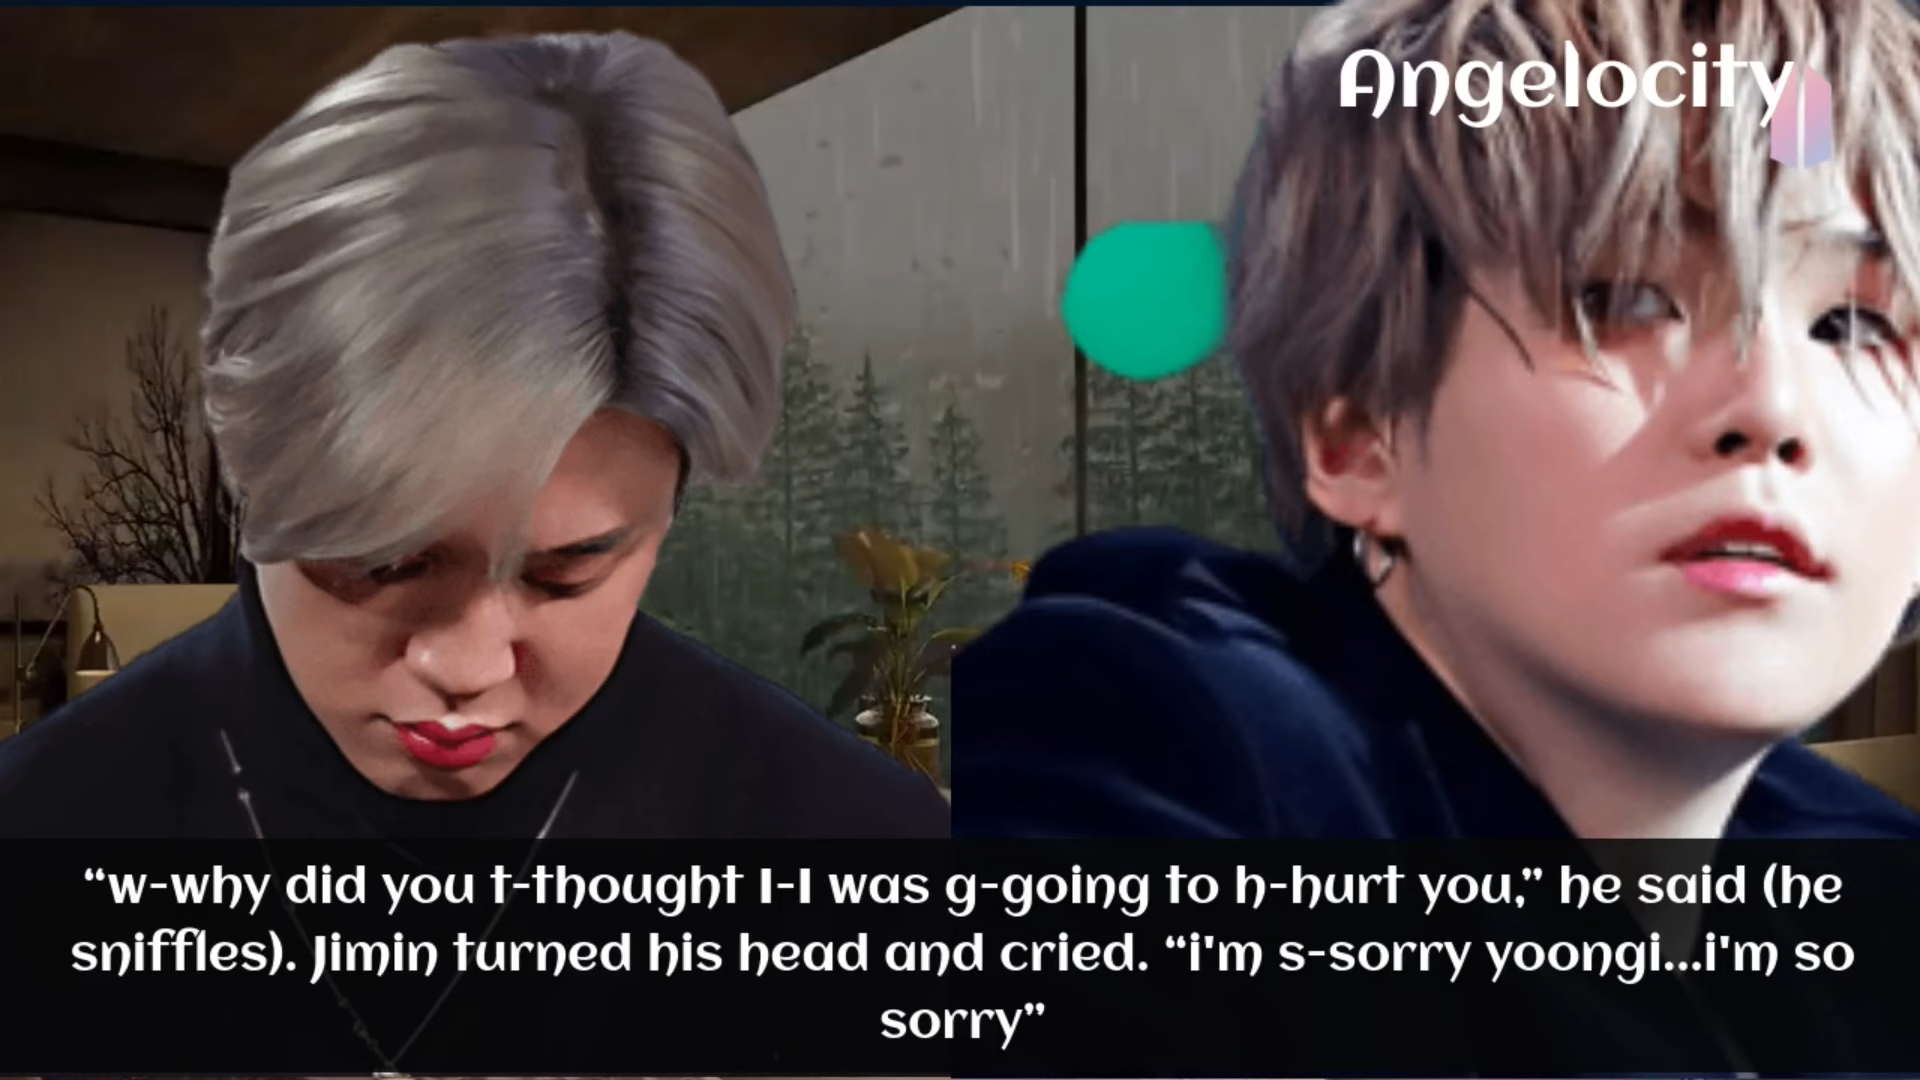 Angelocity
“w-why did you t-thought I-I was g-going to h-hurt you,” he said (he
sniffles). Jimin turned his head and cried. “i'm s-sorry yoongi...i'm so
sorry”